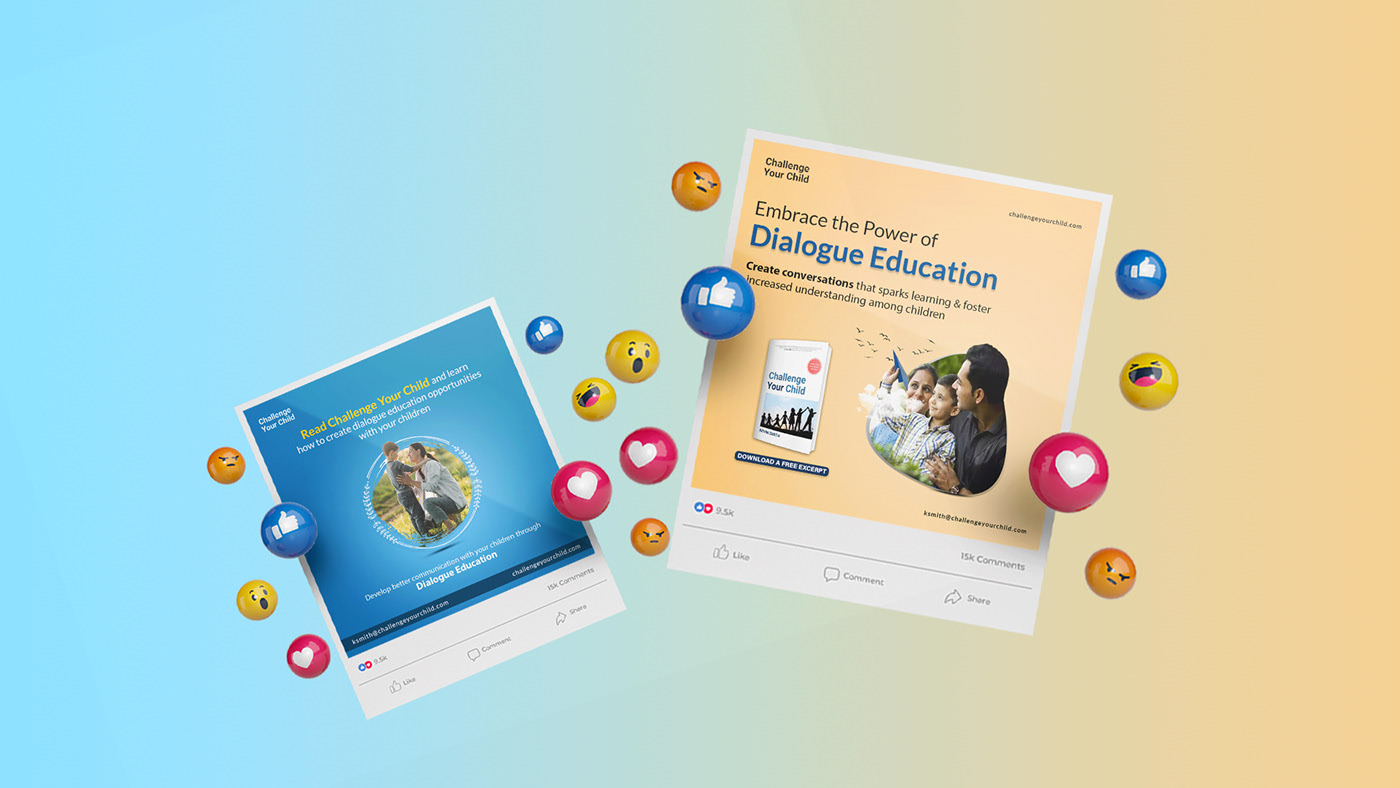 Challenge
Your Child
Read Challenge Your Child and learn
how to create dialogue education opportunities
with your children
Develop better communication with your children through
Dialogue Education
ksmith@challengeyourchild.com
challengeyourchild.com
9.5k
15k Comments
Like
Comment
Share
Challenge
Your Child
challengeyourchild.com
Embrace the Power of
Dialogue Education
Create conversations that sparks learning & foster
increased understanding among children
Challenge
Your Child
DOWNLOAD A FREE EXCERPT
ksmith@challengeyourchild.com
9.5k
15k Comments
Like
Comment
Share